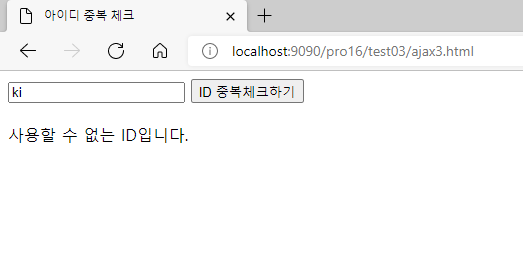 아이디 중복 체크
localhost:9090/pro16/test03/ajax3.html
ki ID 중복체크하기
사용할 수 없는 ID입니다.